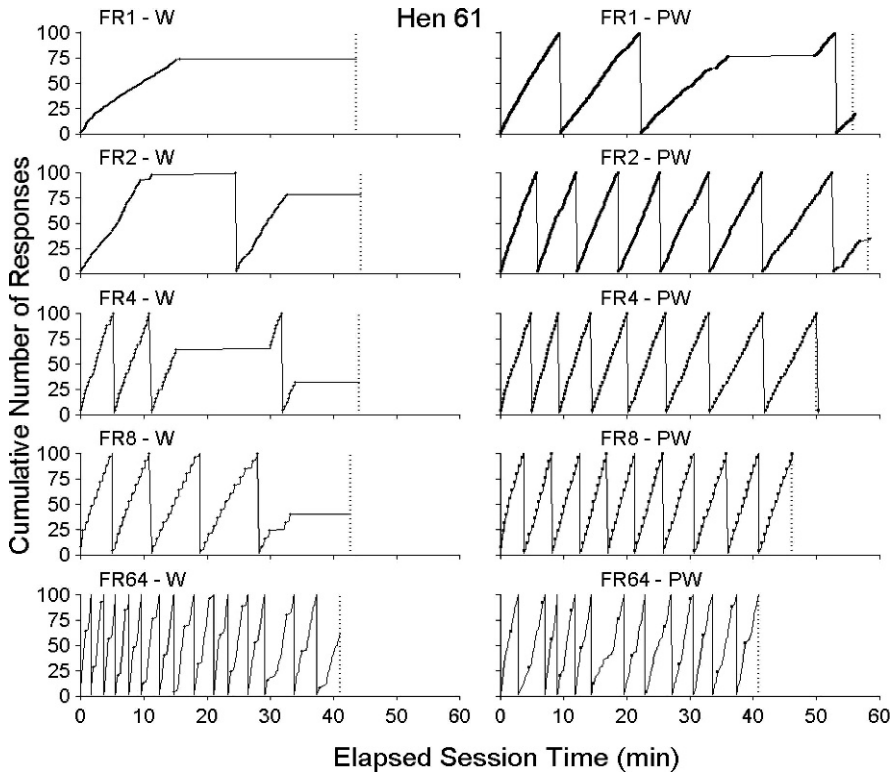 Hen 61
FR1 - W
FR1 - PW
100
75
50
25
0
FR2 - W
FR2 - PW
100
75
50
25
0
FR4 - W
FR4 - PW
100
75
50
25
0
FR8 - W
FR8 - PW
100
75
50
25
0
FR64 - W
FR64 - PW
100
75
50
25
0
0 10 20 30 40 50 60
0 10 20 30 40 50 60
Cumulative Number of Responses
Elapsed Session Time (min)